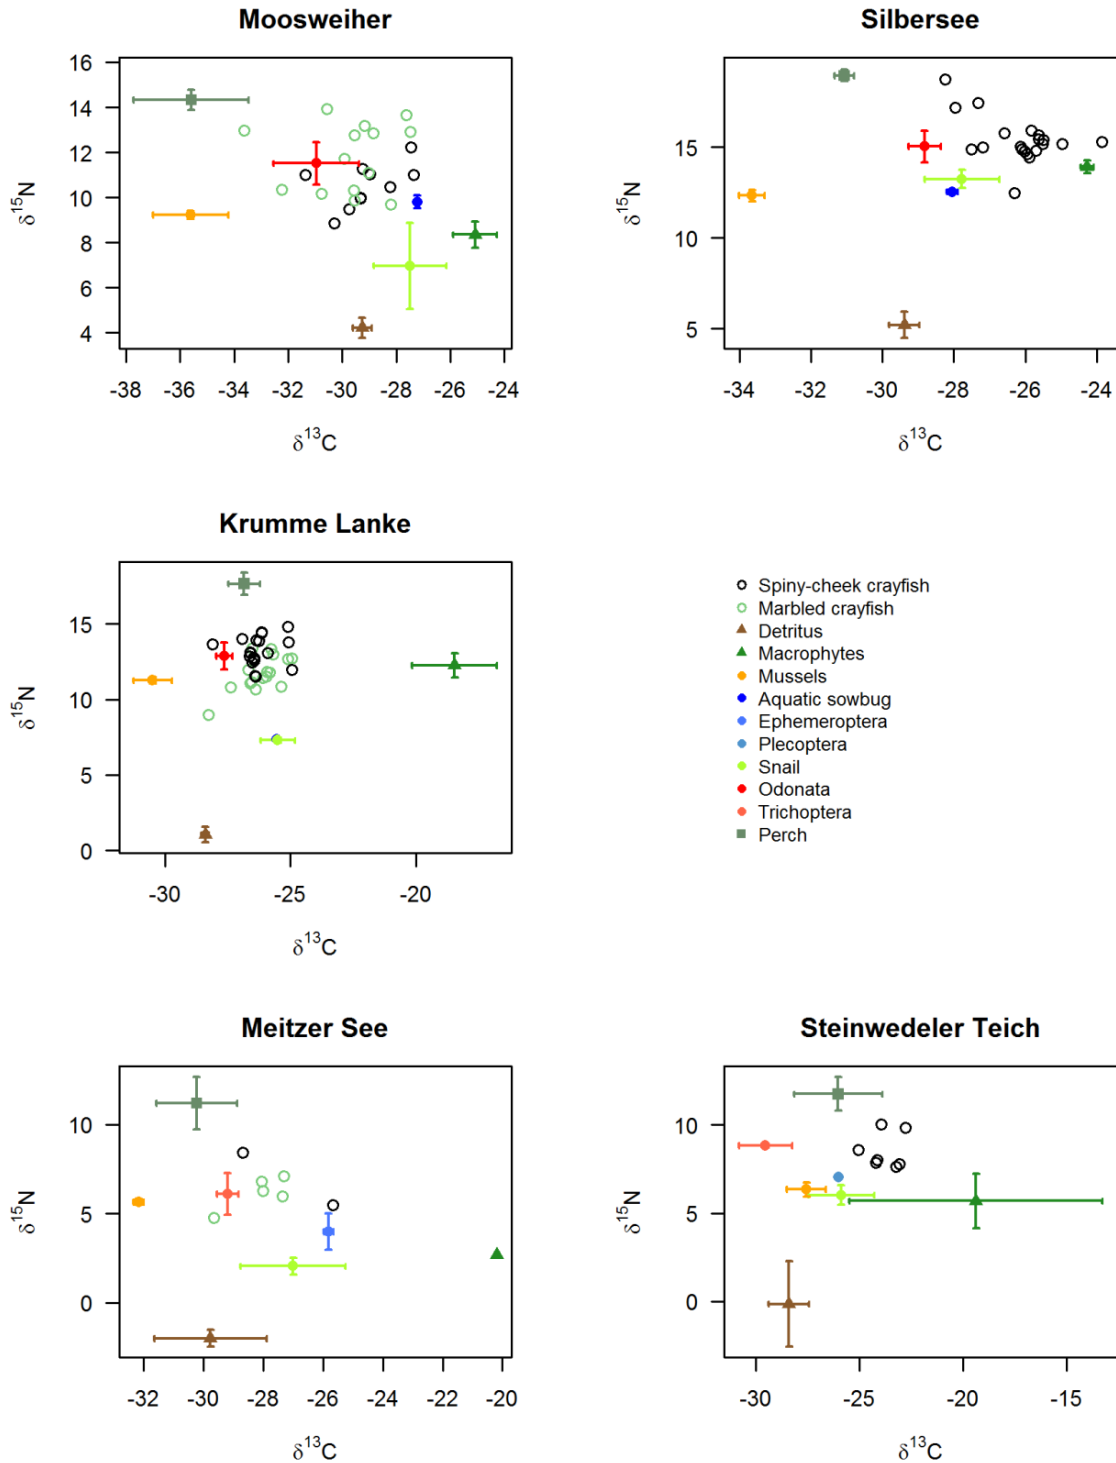 Moosweiher
16
14
12
10
8
6
4
δ15N
-38 -36 -34 -32 -30 -28 -26 -24
δ13C
Silbersee
15
10
5
δ15N
-34 -32 -30 -28 -26 -24
δ13C
Krumme Lanke
15
10
5
0
δ15N
-30 -25 -20
δ13C
Spiny-cheek crayfish
Marbled crayfish
Detritus
Macrophytes
Mussels
Aquatic sowbug
Ephemeroptera
Plecoptera
Snail
Odonata
Trichoptera
Perch
Meitzer See
10
5
0
δ15N
-32 -30 -28 -26 -24 -22 -20
δ13C
Steinwedeler Teich
10
5
0
δ15N
-30 -25 -20 -15
δ13C